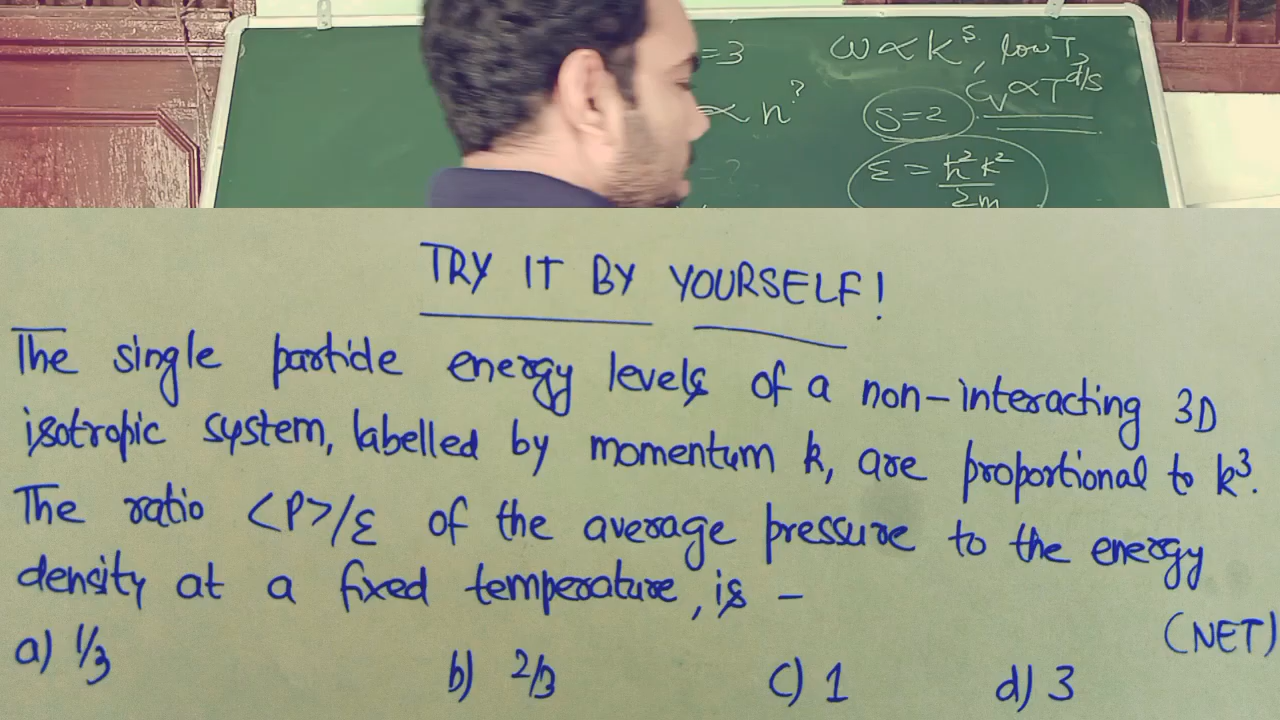 =3
ω∝k^s, low T,
C_V∝T^d/s
∝ n^?
s=2
=?
ε = ħ²k²/2m
TRY IT BY YOURSELF!
The single particle energy levels of a non-interacting 3D
isotropic system, labelled by momentum k, are proportional to k³.
The ratio <P>/ε of the average pressure to the energy
density at a fixed temperature, is –
(NET)
a) 1/3 b) 2/3 c) 1 d) 3